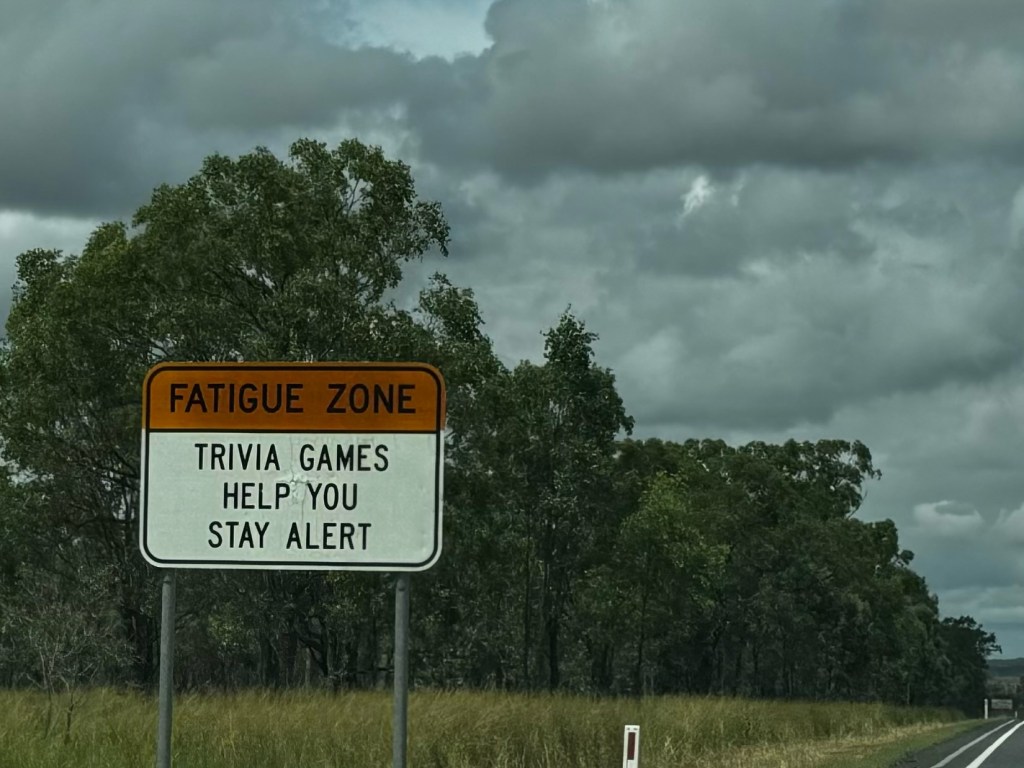 FATIGUE ZONE
TRIVIA GAMES
HELP YOU
STAY ALERT